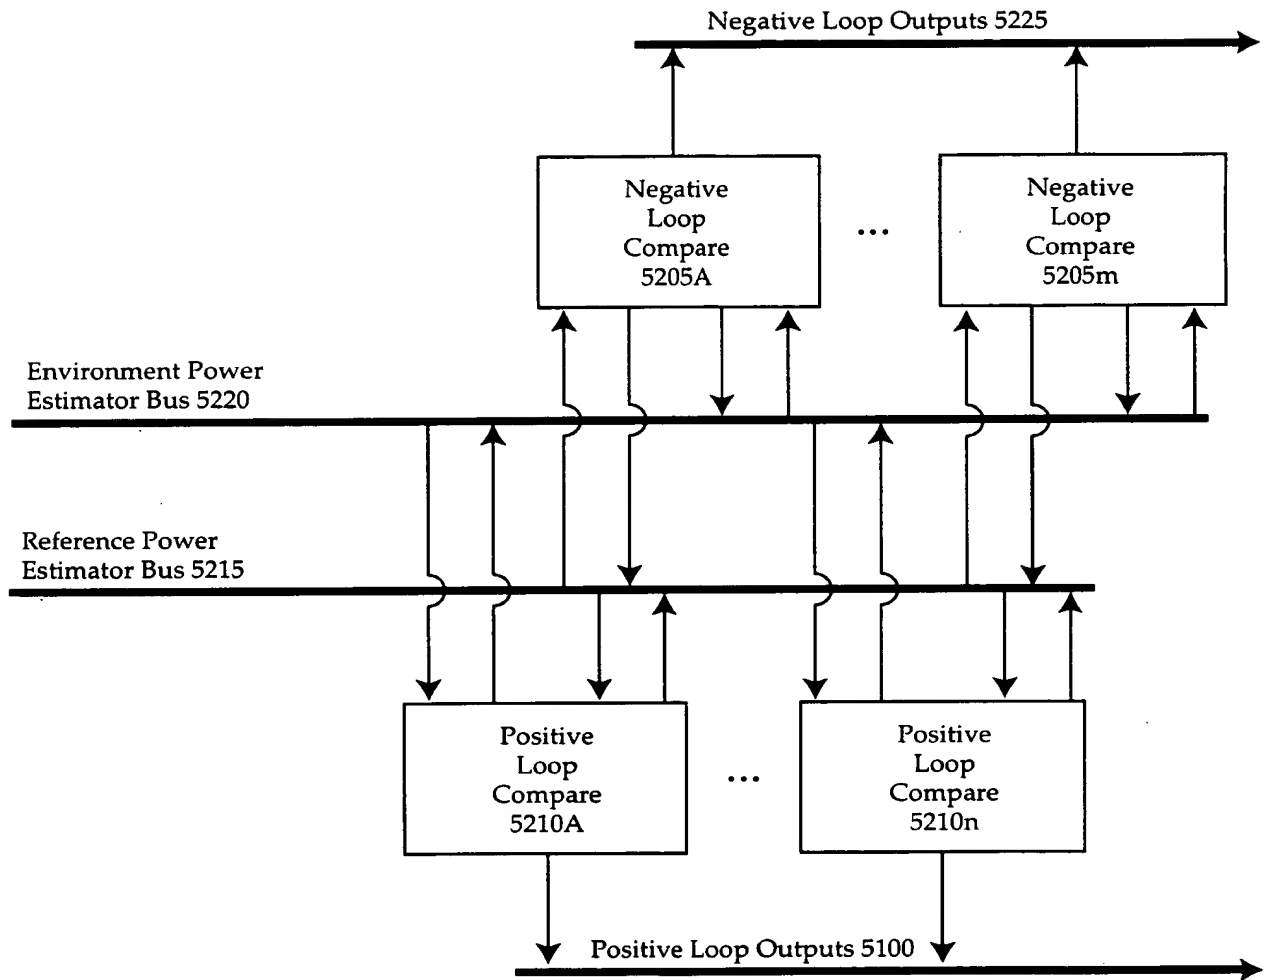 Negative Loop Outputs 5225
Negative
Loop
Compare
5205A
...
Negative
Loop
Compare
5205m
Environment Power
Estimator Bus 5220
Reference Power
Estimator Bus 5215
Positive
Loop
Compare
5210A
...
Positive
Loop
Compare
5210n
Positive Loop Outputs 5100